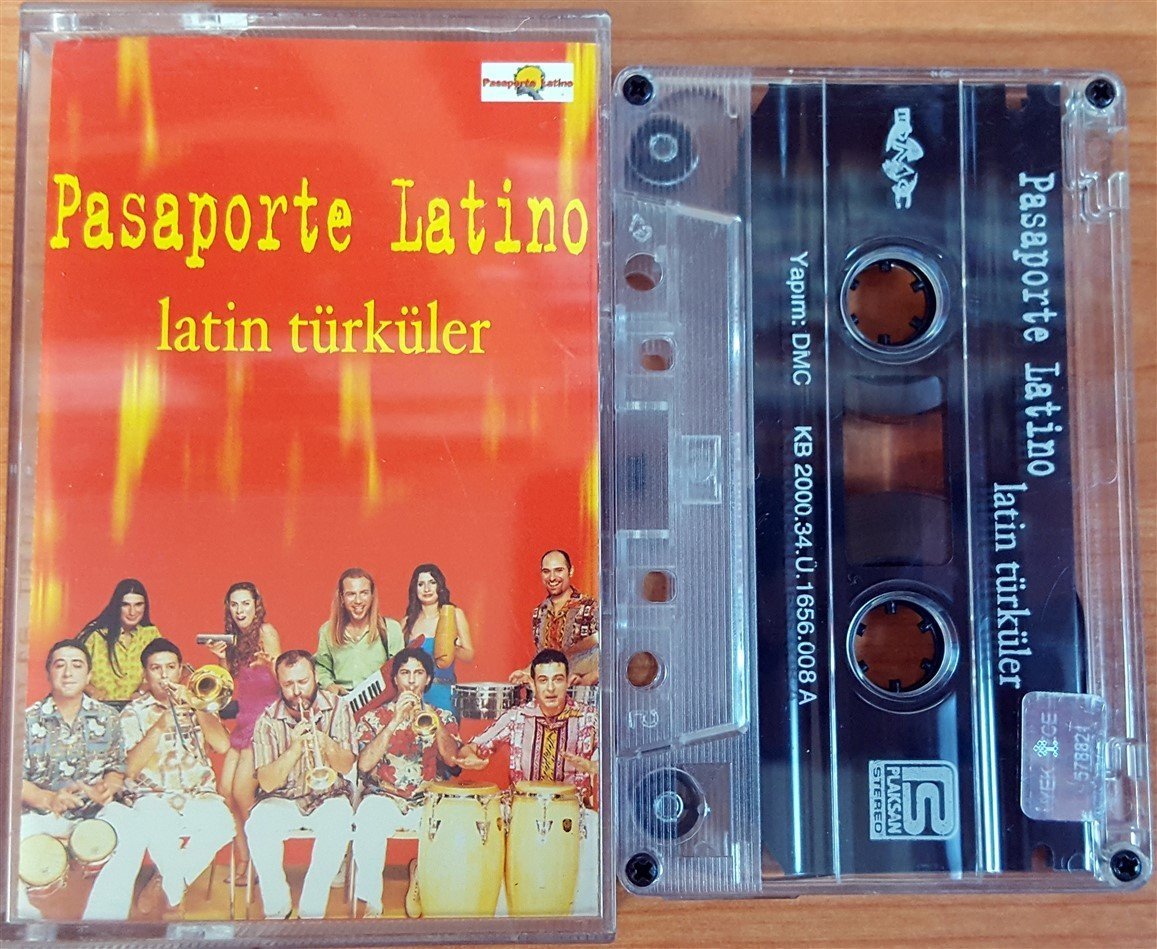 Pasaporte Latino
Pasaporte Latino
latin türküler
Pasaporte Latino
latin türküler
DMC
Yapım: DMC KB 2000.34.Ü.1656.008 A
PLAKSAN
STEREO